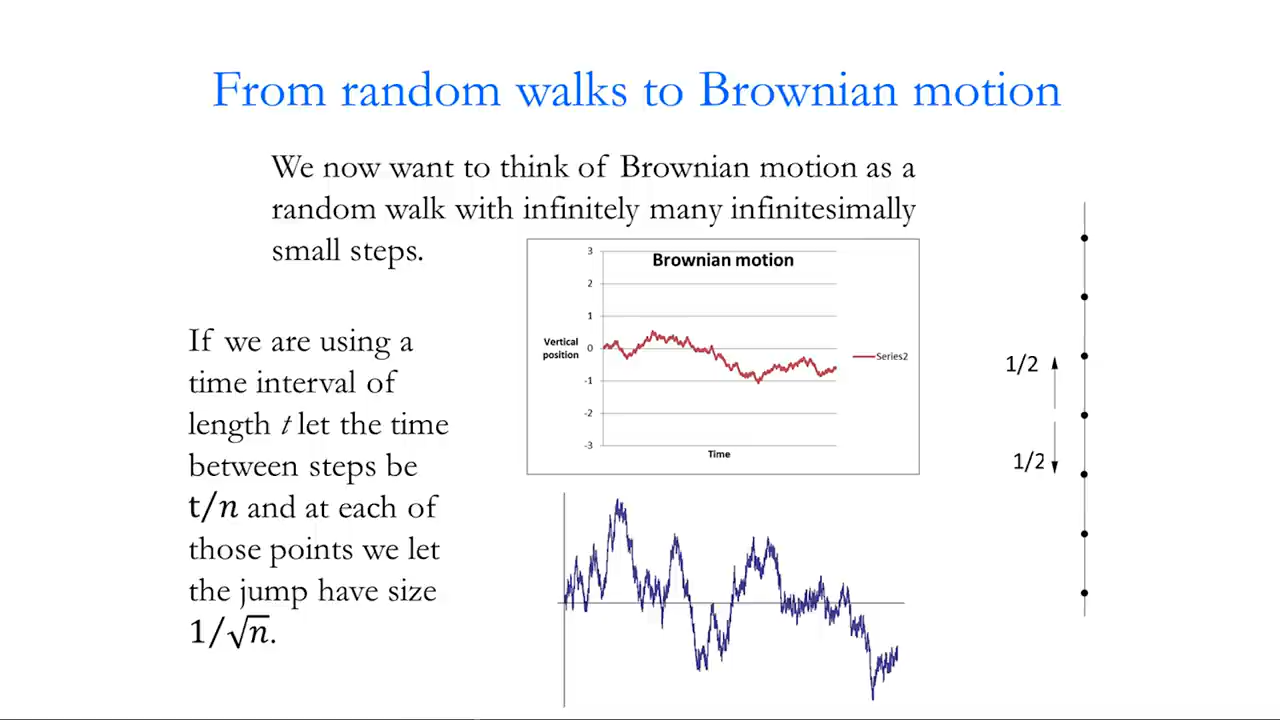 From random walks to Brownian motion
We now want to think of Brownian motion as a
random walk with infinitely many infinitesimally
small steps.
If we are using a
time interval of
length t let the time
between steps be
t/n and at each of
those points we let
the jump have size
1/√n.
Brownian motion
3
2
1
0
-1
-2
-3
Vertical
position
Time
Series2
1/2
1/2